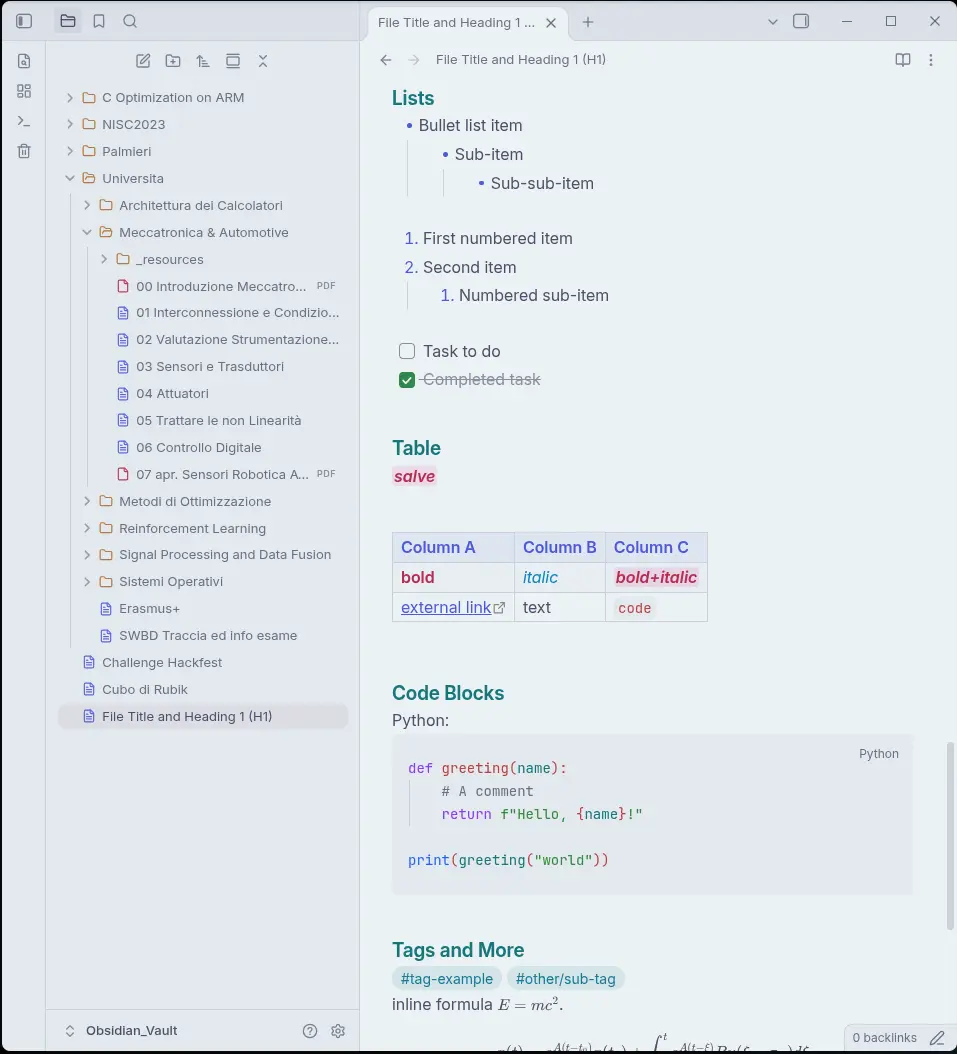 File Title and Heading 1 ...
File Title and Heading 1 (H1)
C Optimization on ARM
NISC2023
Palmieri
Universita
Architettura dei Calcolatori
Meccatronica & Automotive
_resources
00 Introduzione Meccatro... PDF
01 Interconnessione e Condizio...
02 Valutazione Strumentazione...
03 Sensori e Trasduttori
04 Attuatori
05 Trattare le non Linearità
06 Controllo Digitale
07 apr. Sensori Robotica A... PDF
Metodi di Ottimizzazione
Reinforcement Learning
Signal Processing and Data Fusion
Sistemi Operativi
Erasmus+
SWBD Traccia ed info esame
Challenge Hackfest
Cubo di Rubik
File Title and Heading 1 (H1)
Obsidian_Vault
Lists
• Bullet list item
• Sub-item
• Sub-sub-item
1. First numbered item
2. Second item
1. Numbered sub-item
Task to do
Completed task
Table
salve
Column A Column B Column C
bold italic bold+italic
external link text code
Code Blocks
Python:
Python
def greeting(name):
# A comment
return f"Hello, {name}!"
print(greeting("world"))
Tags and More
#tag-example #other/sub-tag
inline formula E = mc².
0 backlinks